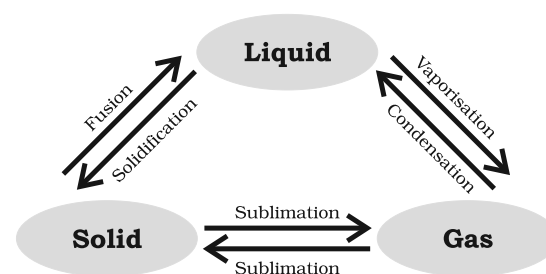 Liquid
Fusion
Solidification
Vaporisation
Condensation
Solid
Sublimation
Gas
Sublimation